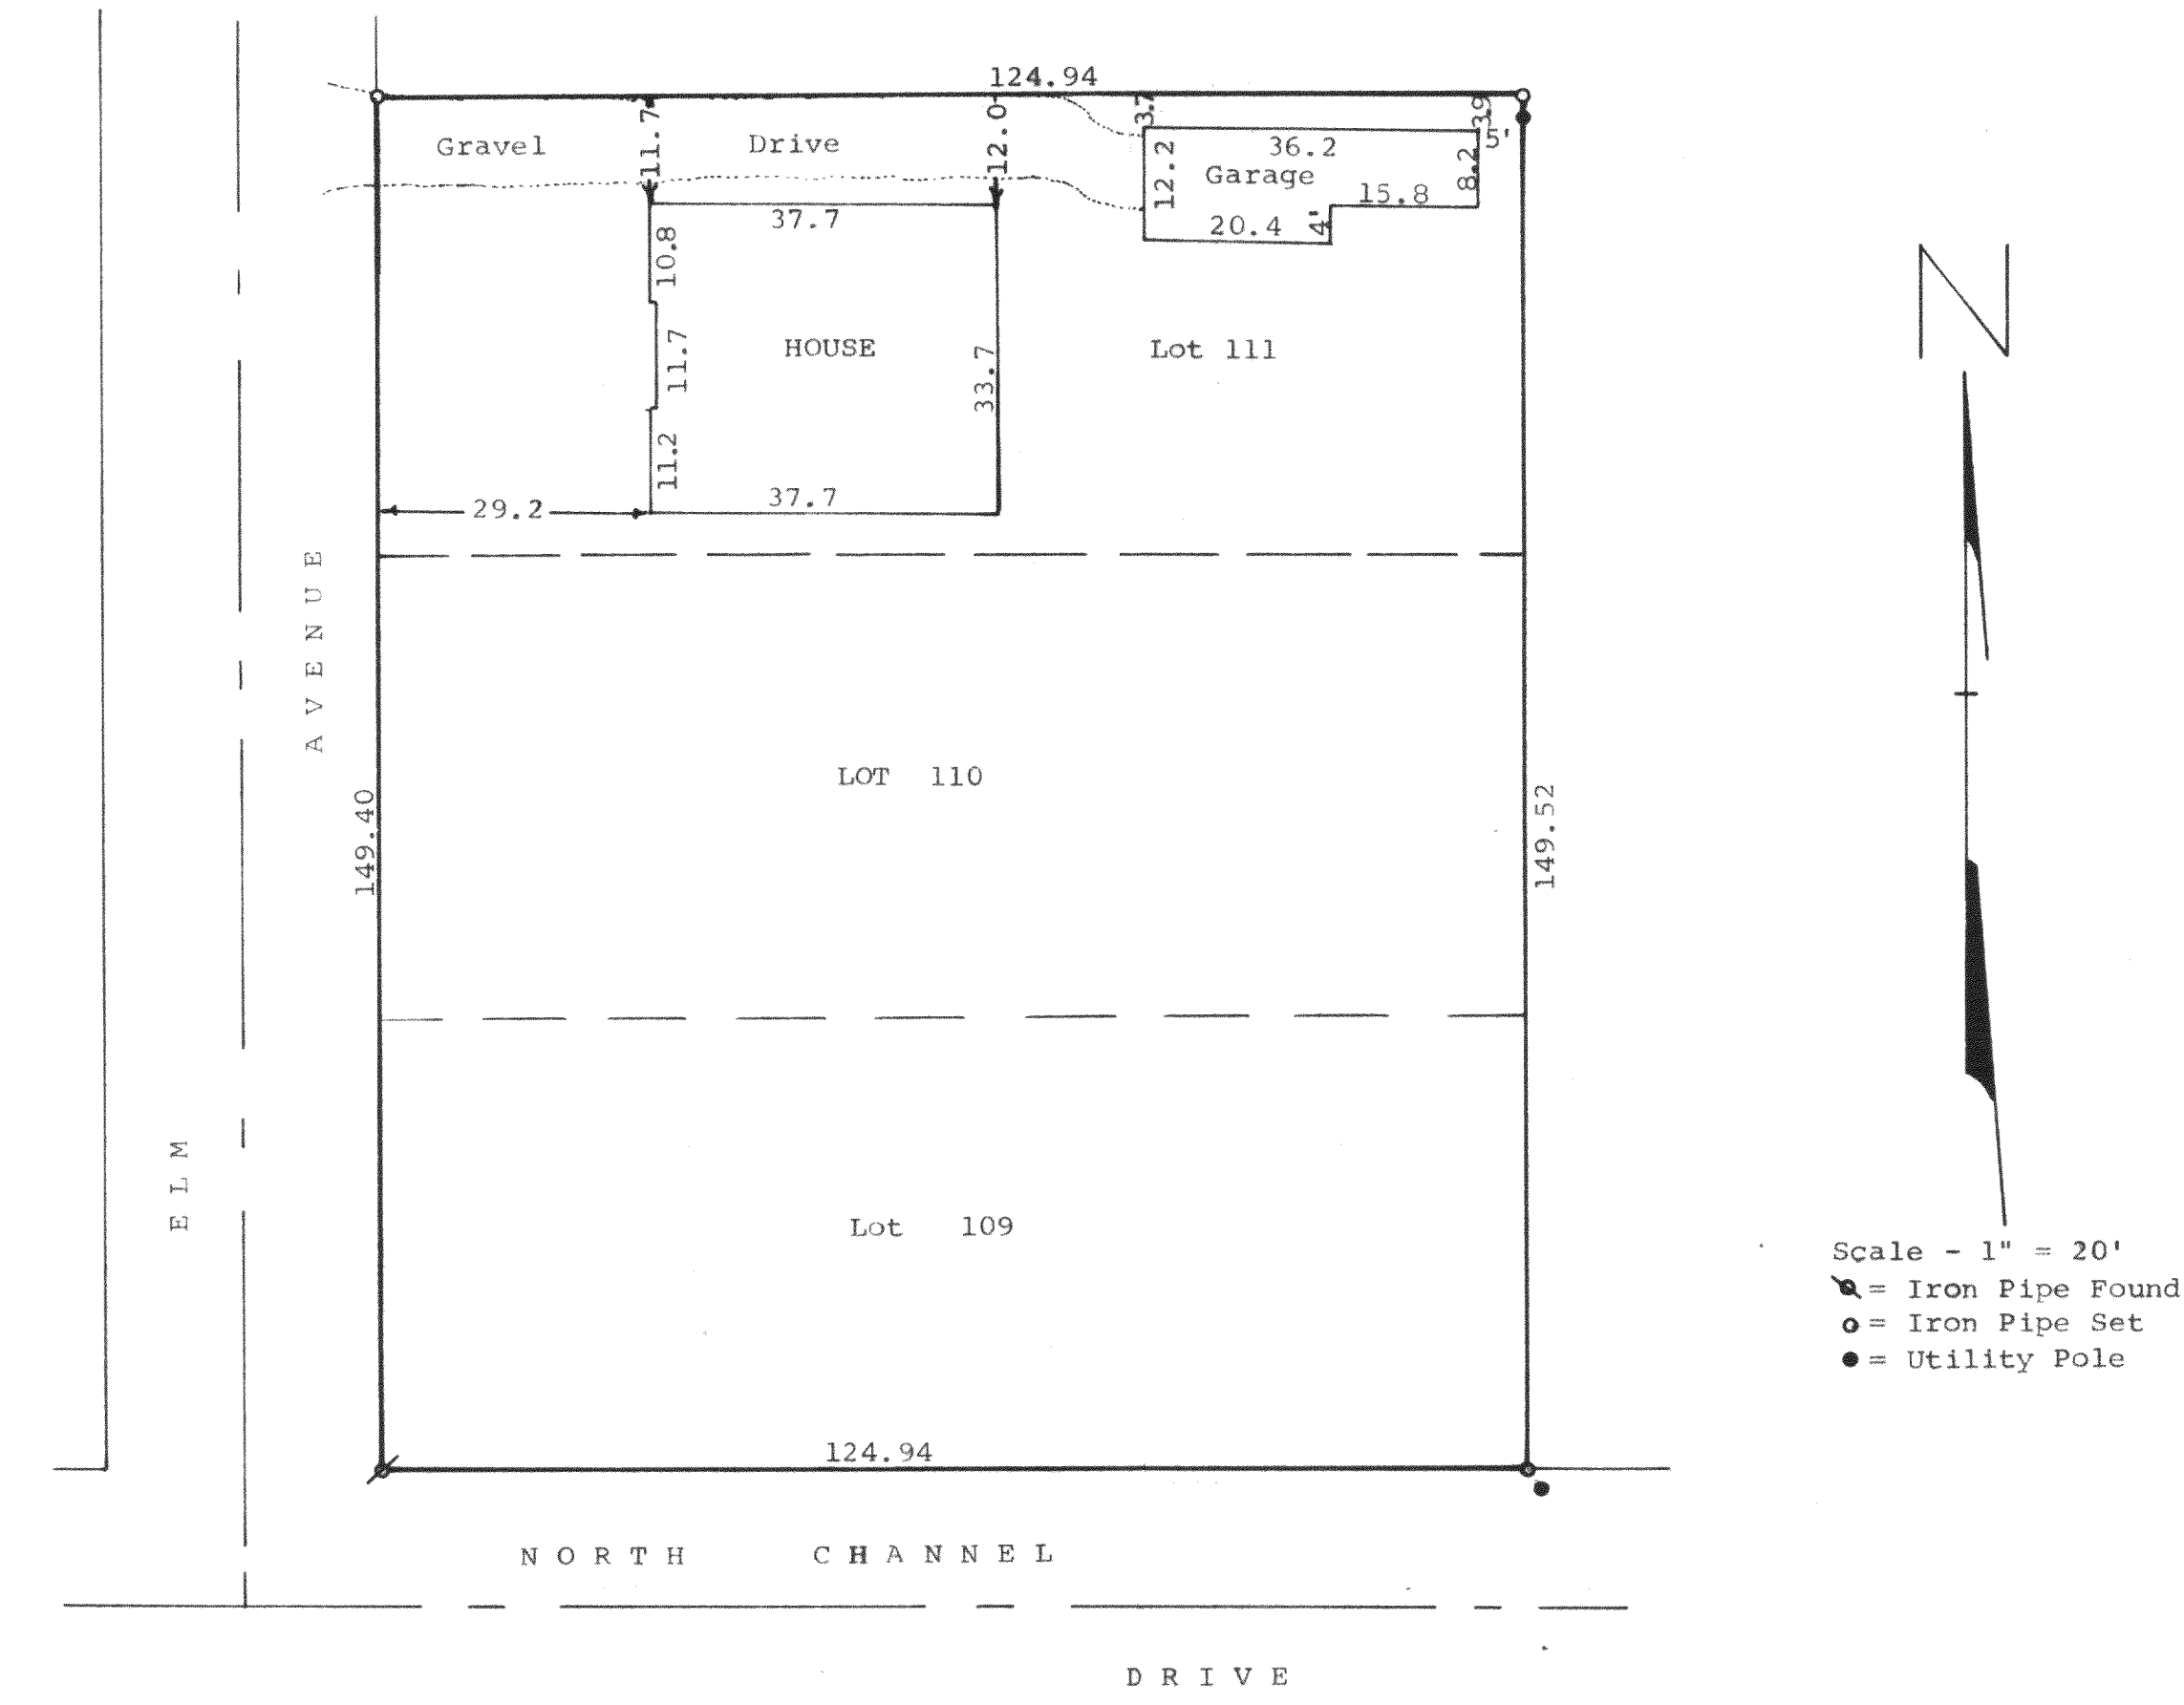 124.94
Gravel Drive
11.7
12.0
3.7
3.9
5'
36.2
Garage
12.2
8.2
15.8
20.4
4'
37.7
10.8
HOUSE
11.7
33.7
Lot 111
11.2
37.7
29.2
N
AVENUE
LOT 110
149.40
149.52
ELM
Lot 109
124.94
NORTH CHANNEL
DRIVE
Scale - 1" = 20'
= Iron Pipe Found
= Iron Pipe Set
= Utility Pole